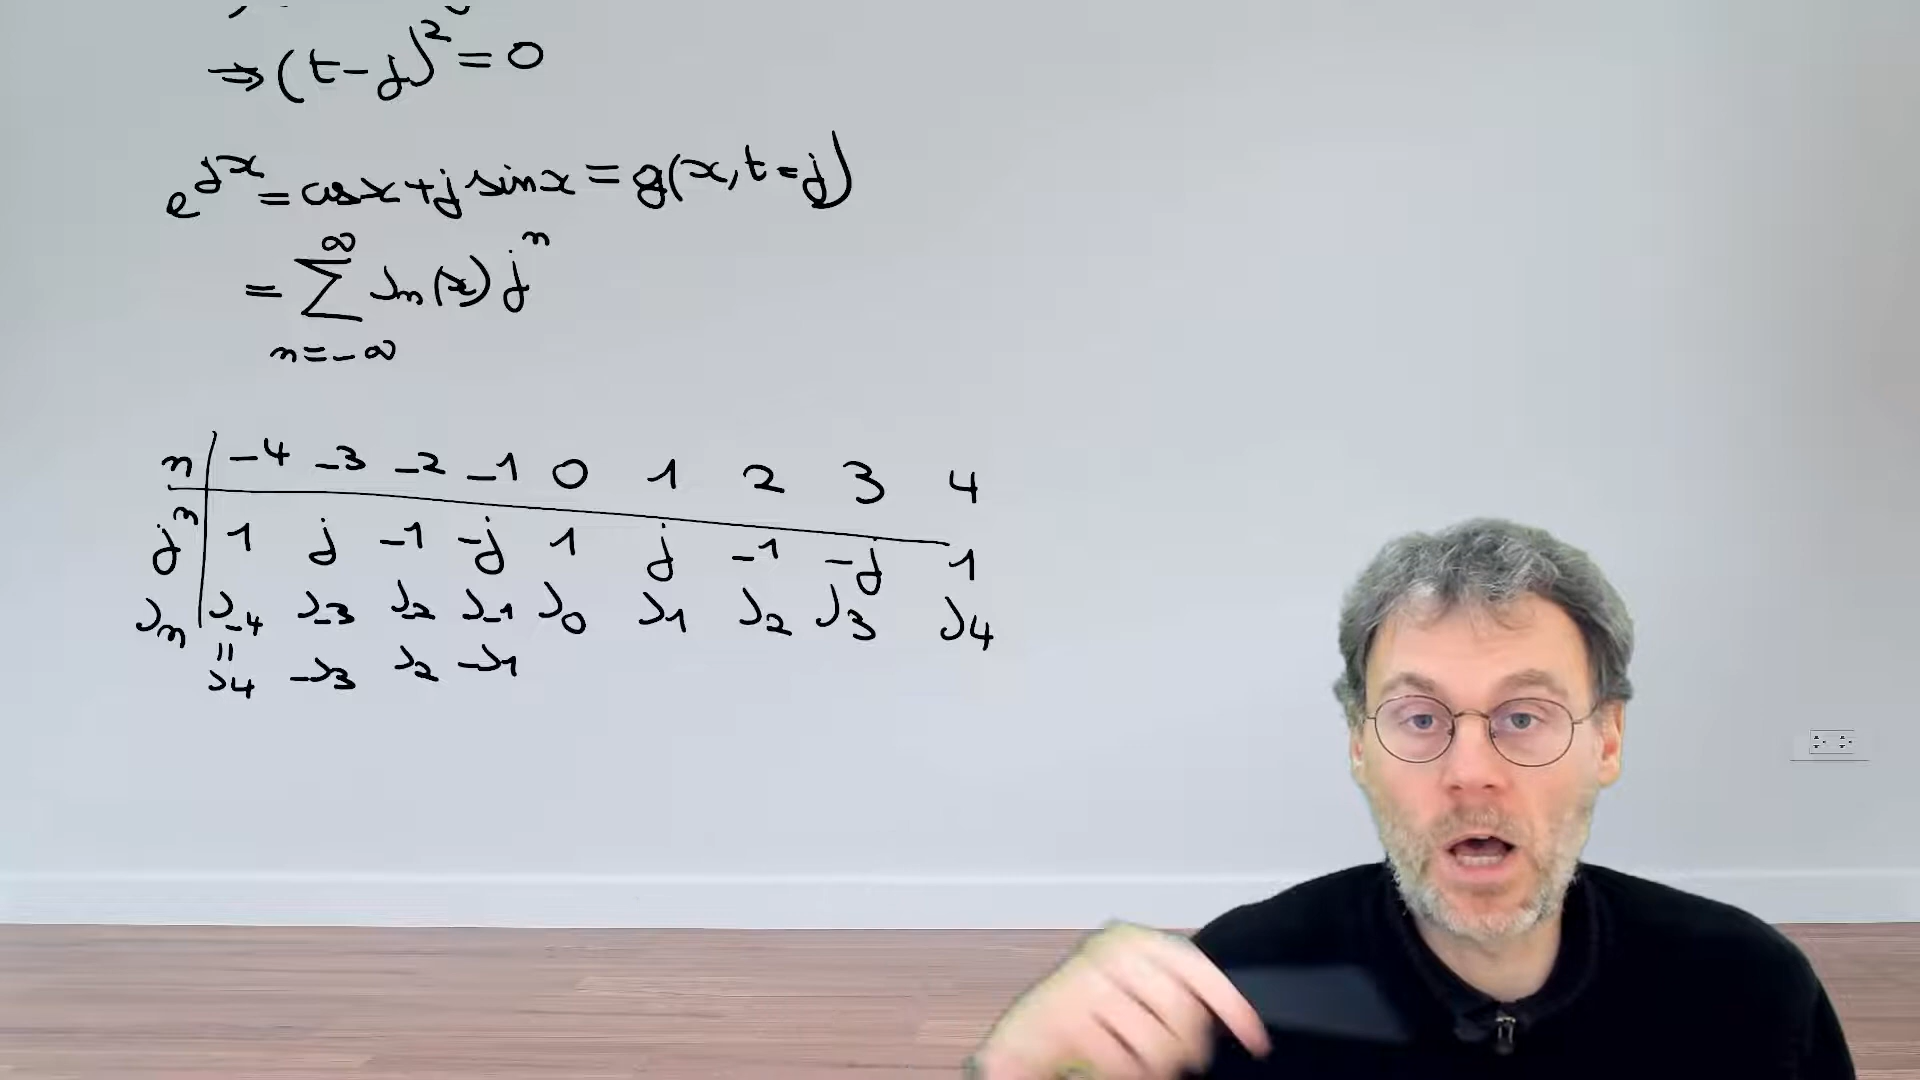 ⇒ (t-j)² = 0
e^{jx} = cos x + j sin x = g(x, t=j)
∞
= ∑ J_n(x) j^n
n=-∞
n | -4 -3 -2 -1 0 1 2 3 4
j^n | 1 j -1 -j 1 j -1 -j 1
J_n | J_{-4} J_{-3} J_{-2} J_{-1} J_0 J_1 J_2 J_3 J_4
=
J_4 -J_3 J_2 -J_1